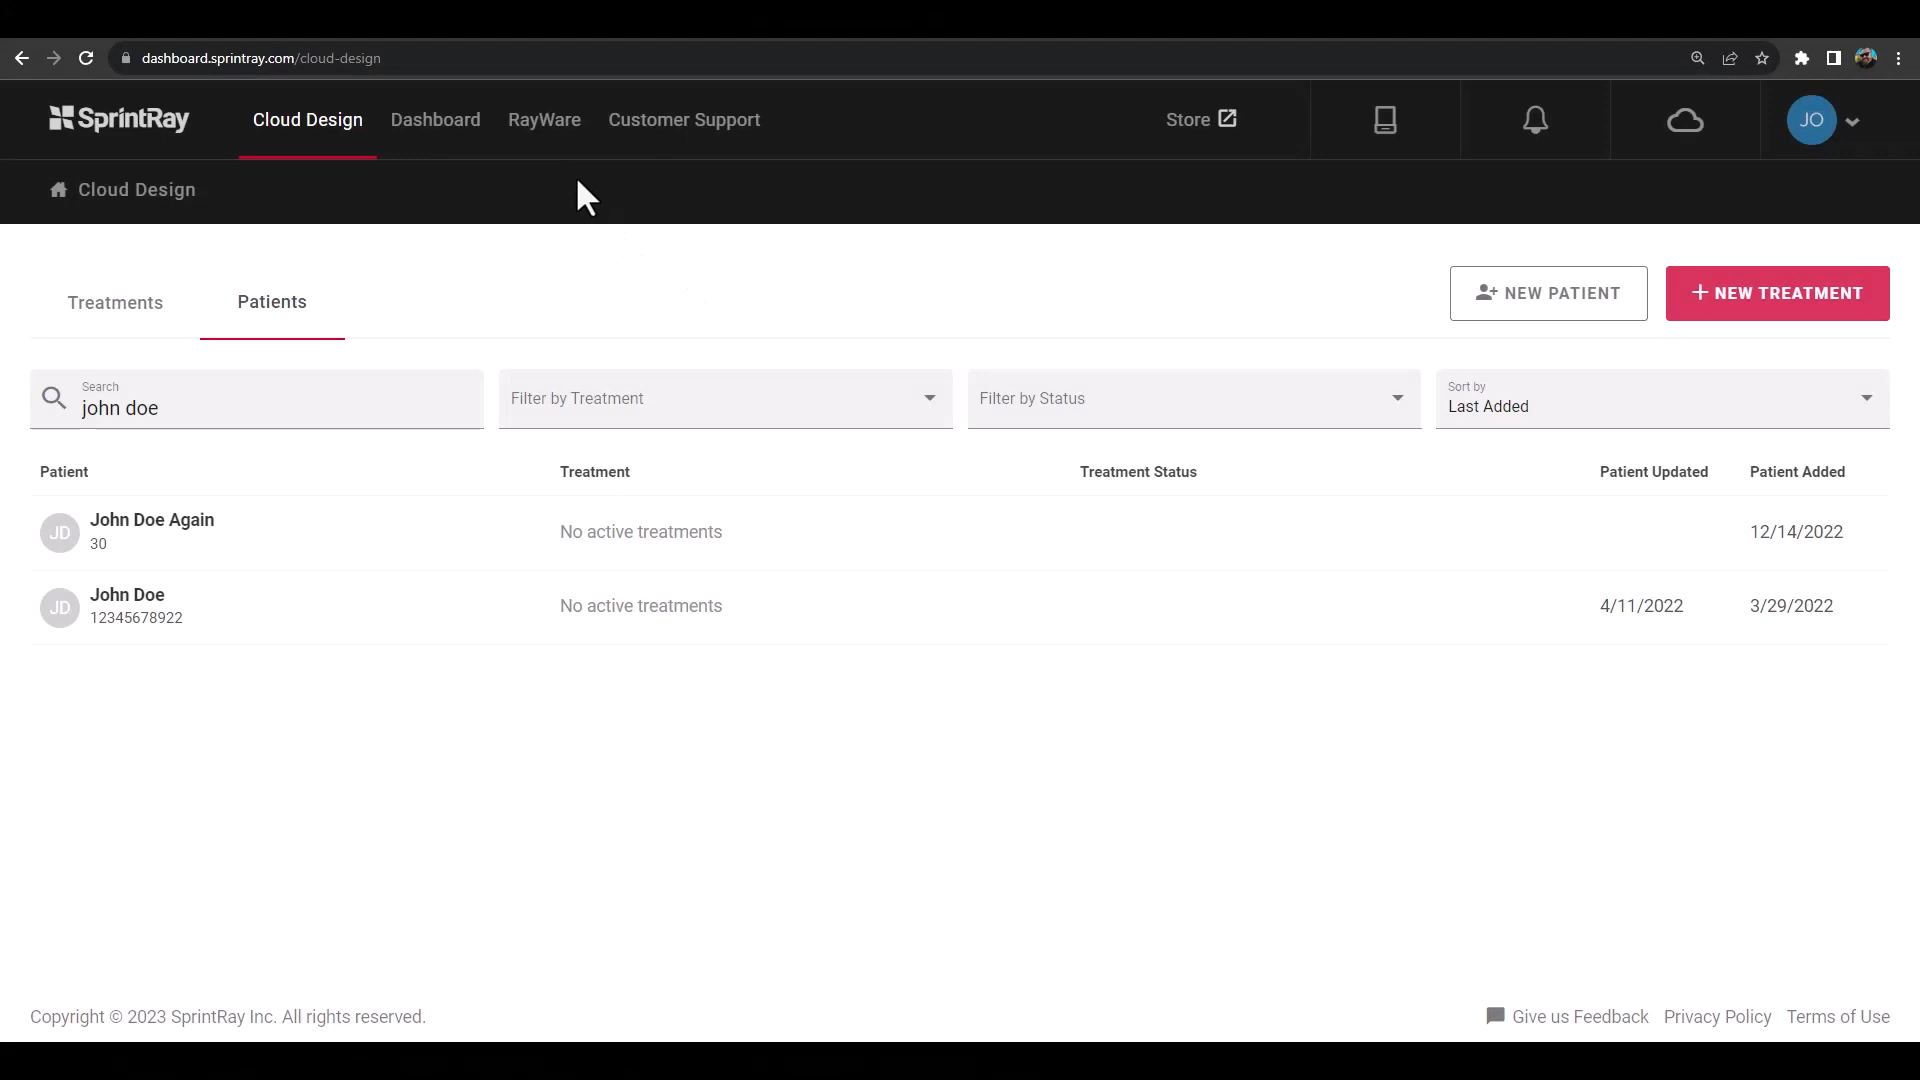 dashboard.sprintray.com/cloud-design
SprintRay Cloud Design Dashboard RayWare Customer Support Store JO
Cloud Design
Treatments Patients NEW PATIENT + NEW TREATMENT
Search
john doe
Filter by Treatment
Filter by Status
Sort by
Last Added
Patient Treatment Treatment Status Patient Updated Patient Added
JD John Doe Again
30
No active treatments 12/14/2022
JD John Doe
12345678922
No active treatments 4/11/2022 3/29/2022
Copyright © 2023 SprintRay Inc. All rights reserved. Give us Feedback Privacy Policy Terms of Use